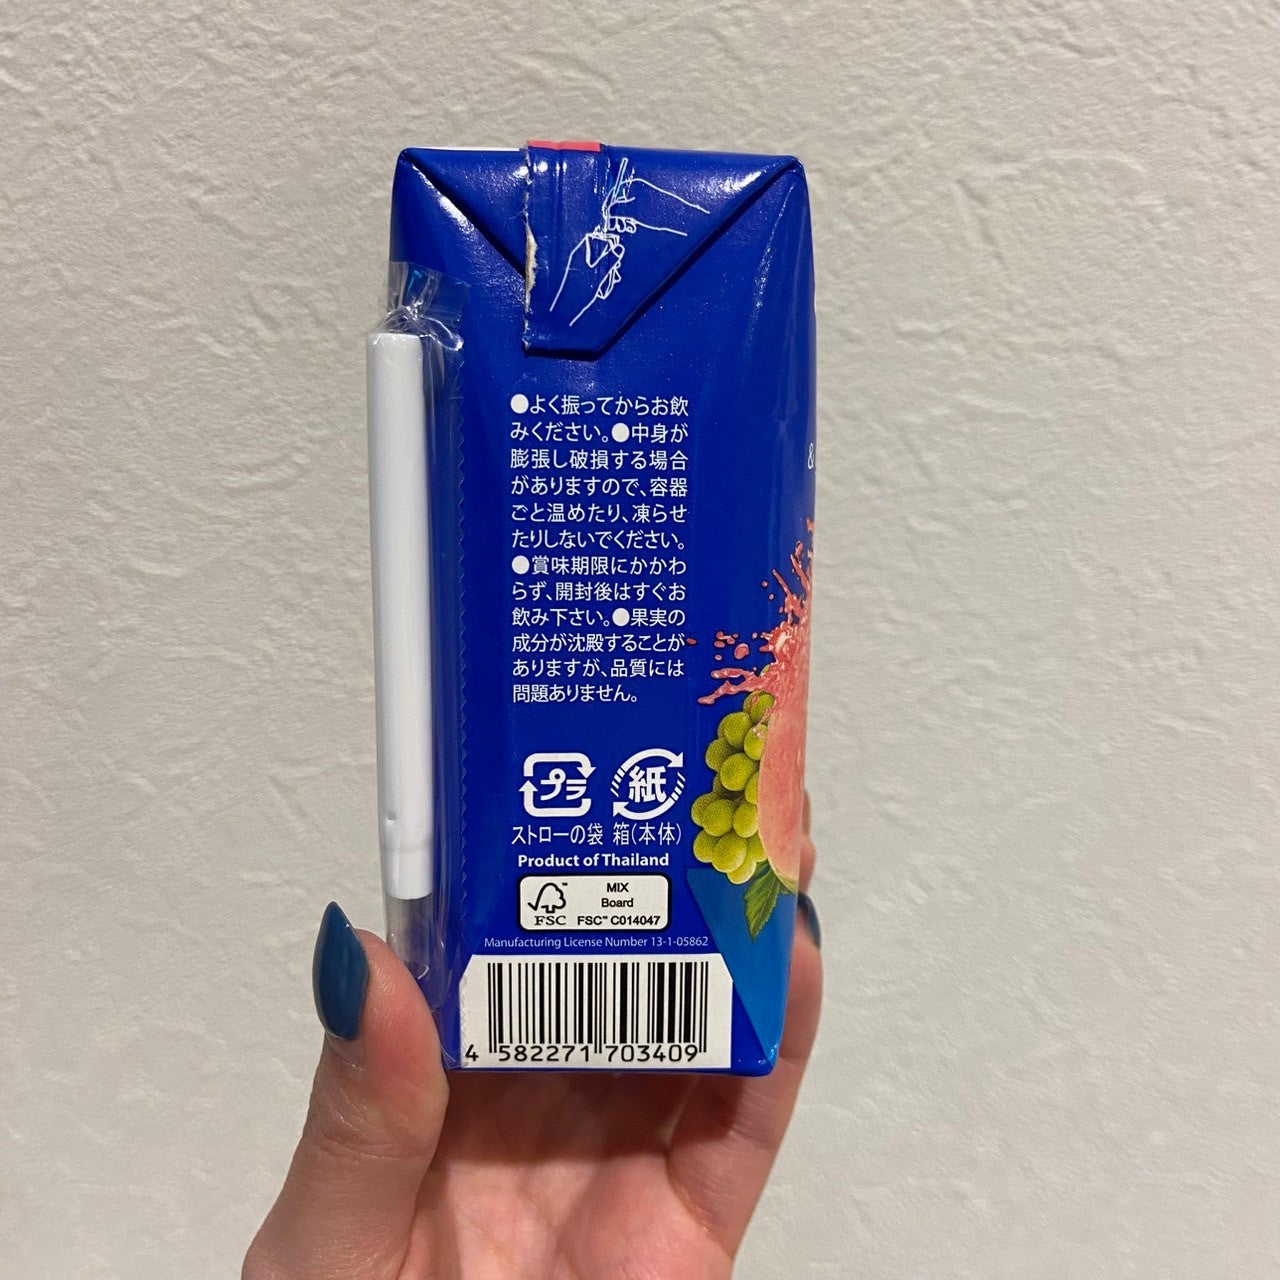 ●よく振ってからお飲
みください。●中身が
膨張し破損する場合
がありますので、容器
ごと温めたり、凍らせ
たりしないでください。
●賞味期限にかかわ
らず、開封後はすぐお
飲み下さい。●果実の
成分が沈殿することが
ありますが、品質には
問題ありません。
&
プラ 紙
ストローの袋 箱(本体)
Product of Thailand
MIX
Board
FSC™ C014047
FSC
Manufacturing License Number 13-1-05862
4 582271 703409